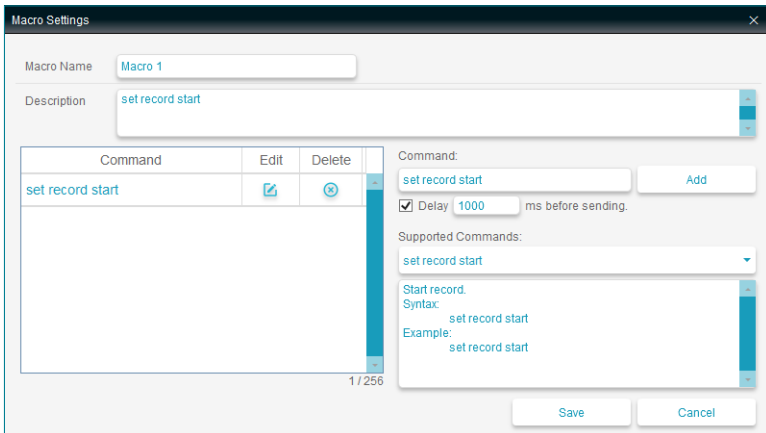 Macro Settings
Macro Name Macro 1
Description set record start
Command Edit Delete
set record start
1 / 256
Command:
set record start Add
Delay 1000 ms before sending.
Supported Commands:
set record start
Start record.
Syntax:
set record start
Example:
set record start
Save Cancel